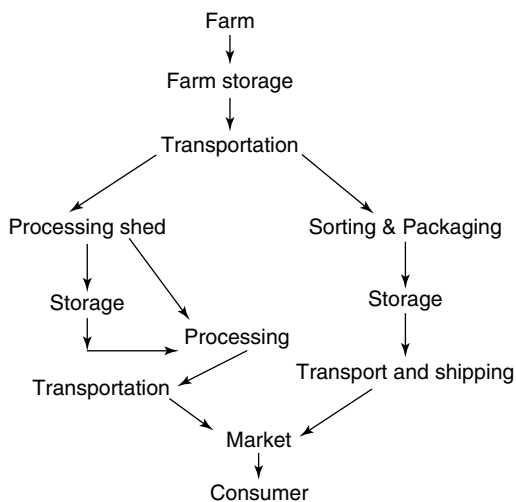 Farm
Farm storage
Transportation
Processing shed
Sorting & Packaging
Storage
Storage
Processing
Transport and shipping
Transportation
Market
Consumer